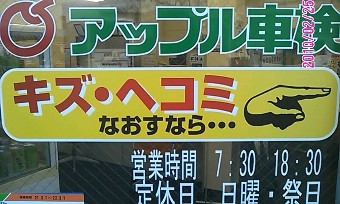 アップル車検
キズ・ヘコミ
なおすなら…
営業時間 7:30 18:30
定休日 日曜・祭日